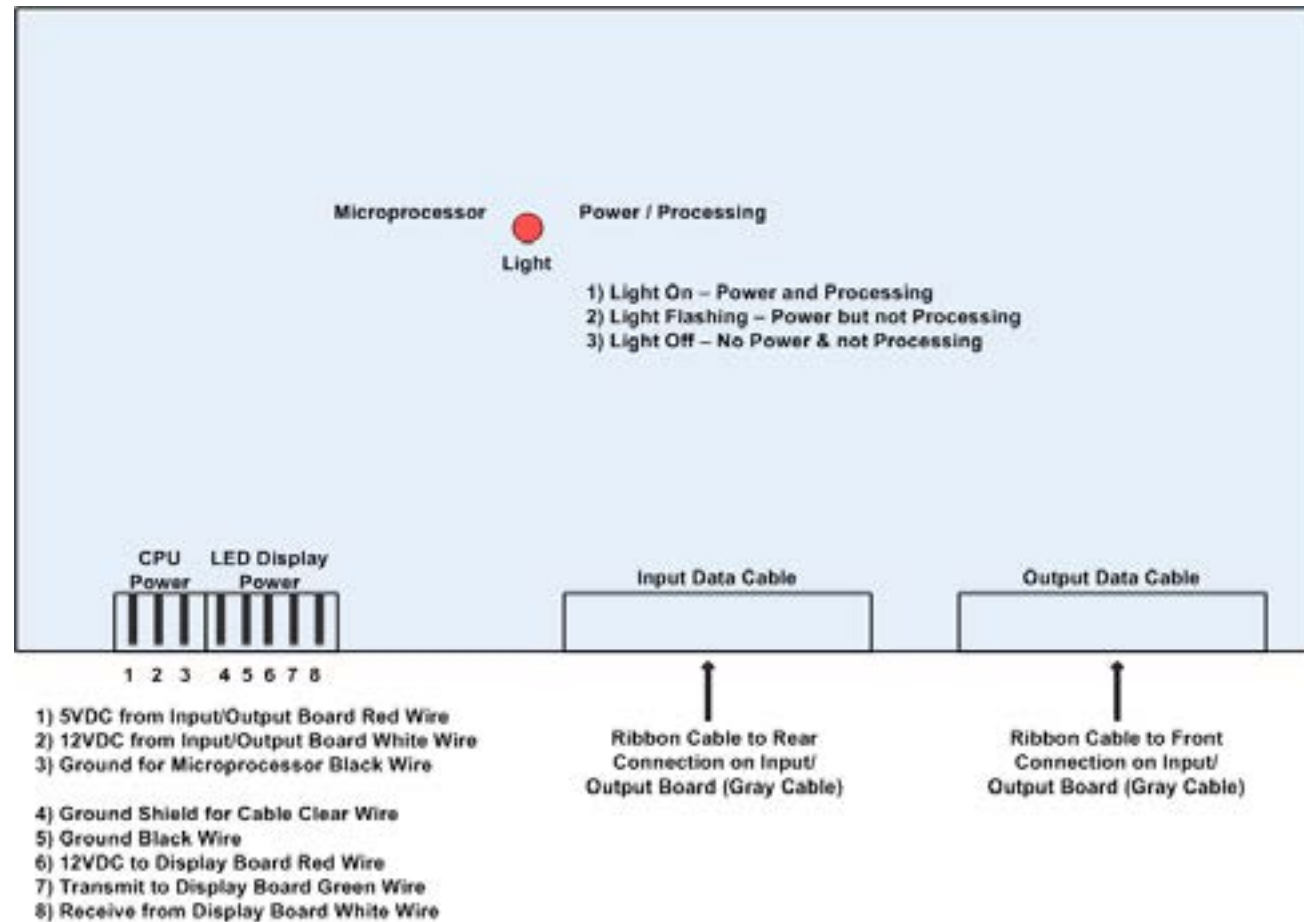 Microprocessor
Power / Processing
Light
1) Light On – Power and Processing
2) Light Flashing – Power but not Processing
3) Light Off – No Power & not Processing
CPU
Power
LED Display
Power
Input Data Cable
Output Data Cable
1 2 3 4 5 6 7 8
1) 5VDC from Input/Output Board Red Wire
2) 12VDC from Input/Output Board White Wire
3) Ground for Microprocessor Black Wire
4) Ground Shield for Cable Clear Wire
5) Ground Black Wire
6) 12VDC to Display Board Red Wire
7) Transmit to Display Board Green Wire
8) Receive from Display Board White Wire
Ribbon Cable to Rear
Connection on Input/
Output Board (Gray Cable)
Ribbon Cable to Front
Connection on Input/
Output Board (Gray Cable)